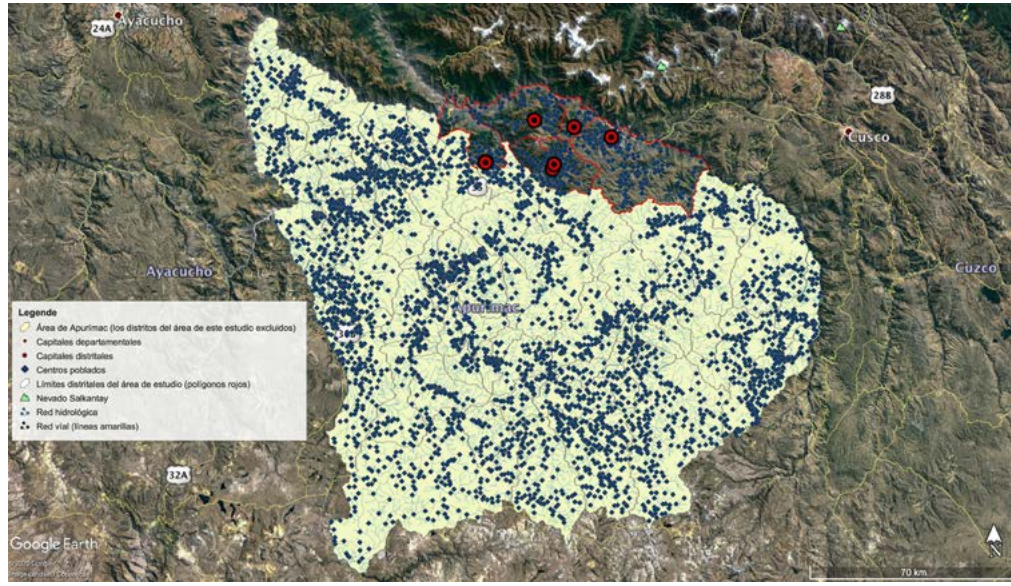 Ayacucho
24A
28B
Cusco
Ayacucho
Cuzco
Apurímac
Legende
Área de Apurímac (los distritos del área de este estudio excluidos)
Capitales departamentales
Capitales distritales
Centros poblados
Límites distritales del área de estudio (polígonos rojos)
Nevado Salkantay
Red hidrológica
Red vial (líneas amarillas)
32A
Google Earth
N
70 km